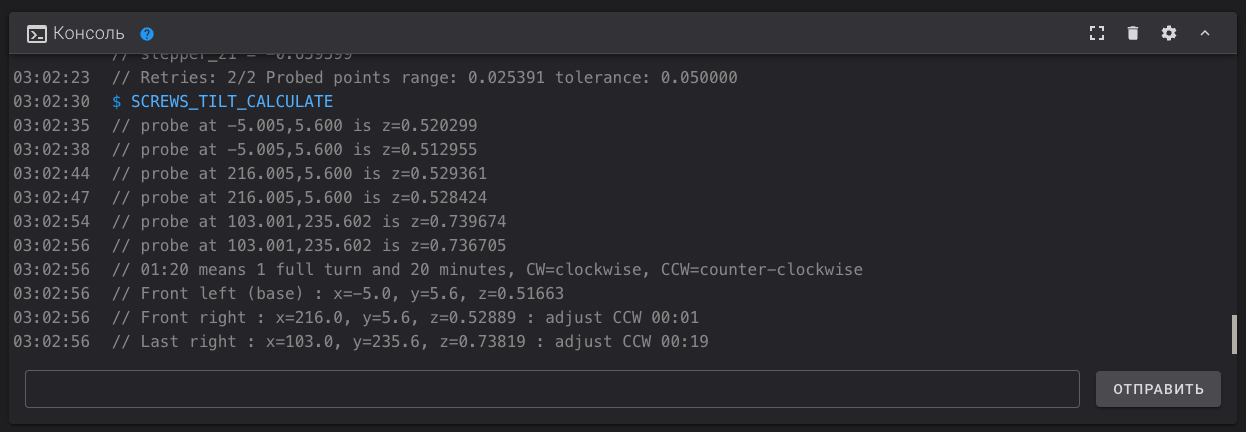 Консоль
// stepper_z1 = -0.639599
03:02:23 // Retries: 2/2 Probed points range: 0.025391 tolerance: 0.050000
03:02:30 $ SCREWS_TILT_CALCULATE
03:02:35 // probe at -5.005,5.600 is z=0.520299
03:02:38 // probe at -5.005,5.600 is z=0.512955
03:02:44 // probe at 216.005,5.600 is z=0.529361
03:02:47 // probe at 216.005,5.600 is z=0.528424
03:02:54 // probe at 103.001,235.602 is z=0.739674
03:02:56 // probe at 103.001,235.602 is z=0.736705
03:02:56 // 01:20 means 1 full turn and 20 minutes, CW=clockwise, CCW=counter-clockwise
03:02:56 // Front left (base) : x=-5.0, y=5.6, z=0.51663
03:02:56 // Front right : x=216.0, y=5.6, z=0.52889 : adjust CCW 00:01
03:02:56 // Last right : x=103.0, y=235.6, z=0.73819 : adjust CCW 00:19
ОТПРАВИТЬ